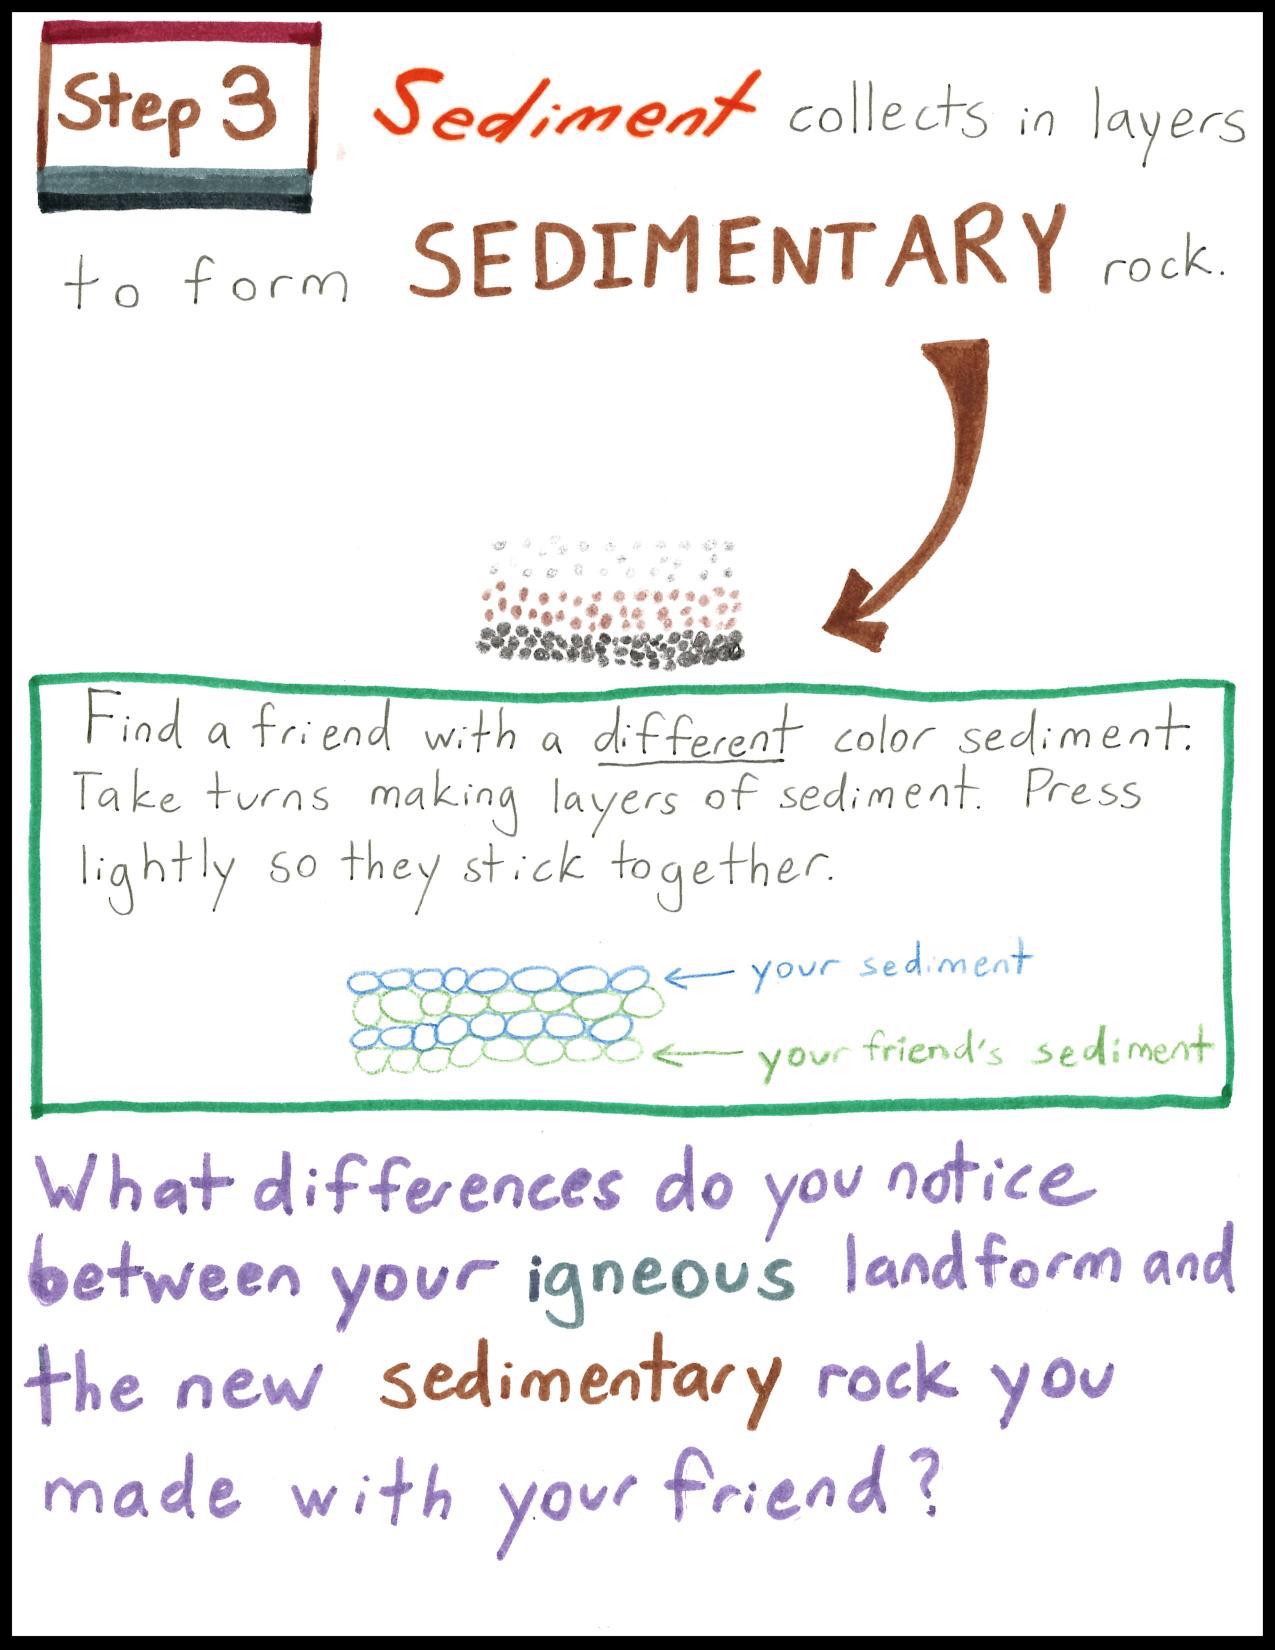 Step 3
Sediment collects in layers
to form SEDIMENTARY rock.
Find a friend with a different color sediment.
Take turns making layers of sediment. Press
lightly so they stick together.
your sediment
your friend's sediment
What differences do you notice
between your igneous landform and
the new sedimentary rock you
made with your friend?